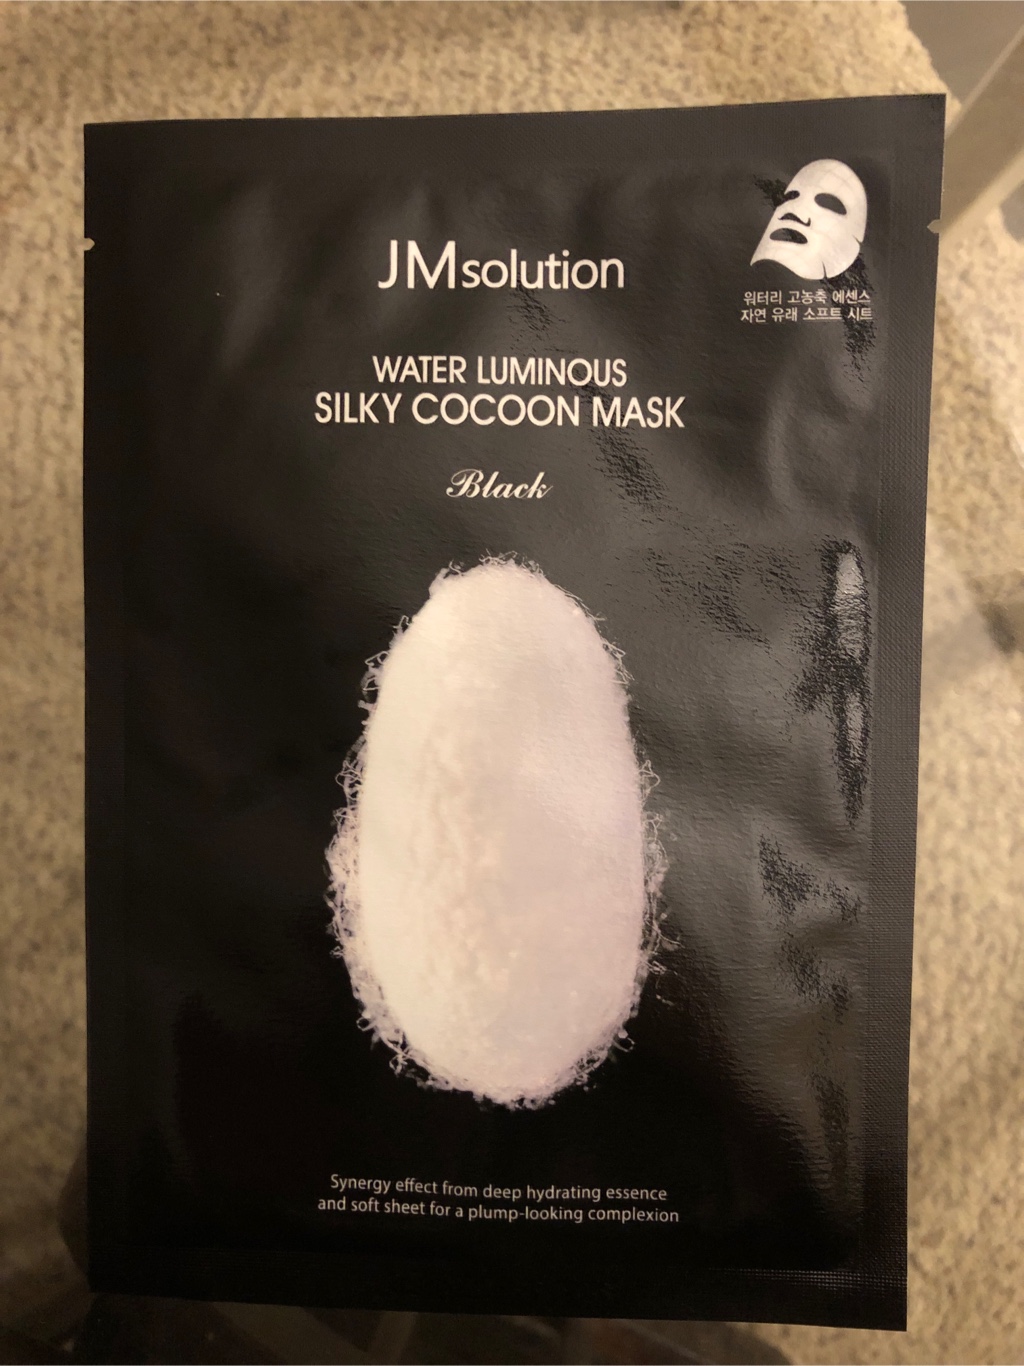 JMsolution
워터리 고농축 에센스
자연 유래 소프트 시트
WATER LUMINOUS
SILKY COCOON MASK
Black
Synergy effect from deep hydrating essence
and soft sheet for a plump-looking complexion